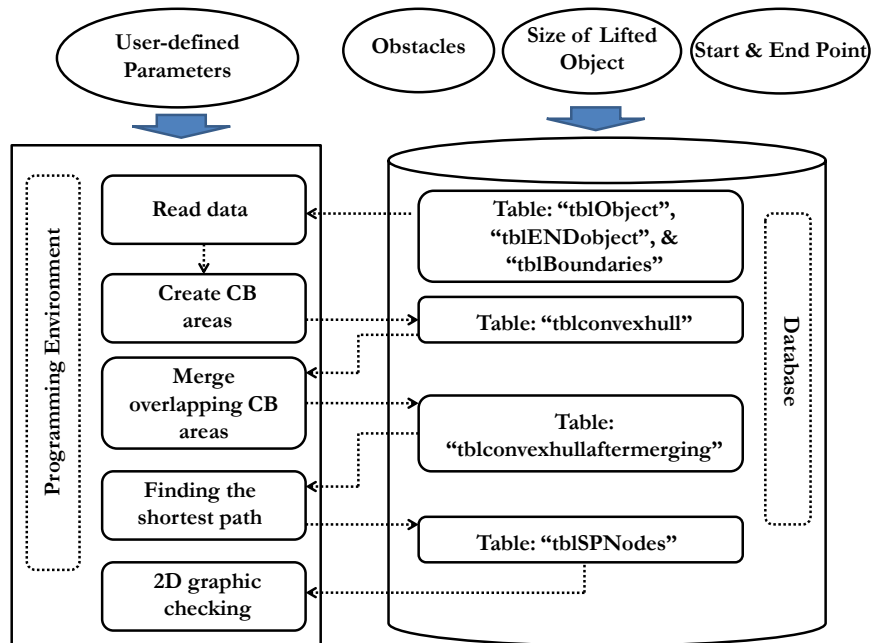 User-defined
Parameters
Obstacles
Size of Lifted
Object
Start & End Point
Programming Environment
Read data
Create CB
areas
Merge
overlapping CB
areas
Finding the
shortest path
2D graphic
checking
Table: “tblObject”,
“tblENDobject”, &
“tblBoundaries”
Table: “tblconvexhull”
Table:
“tblconvexhullaftermerging”
Table: “tblSPNodes”
Database